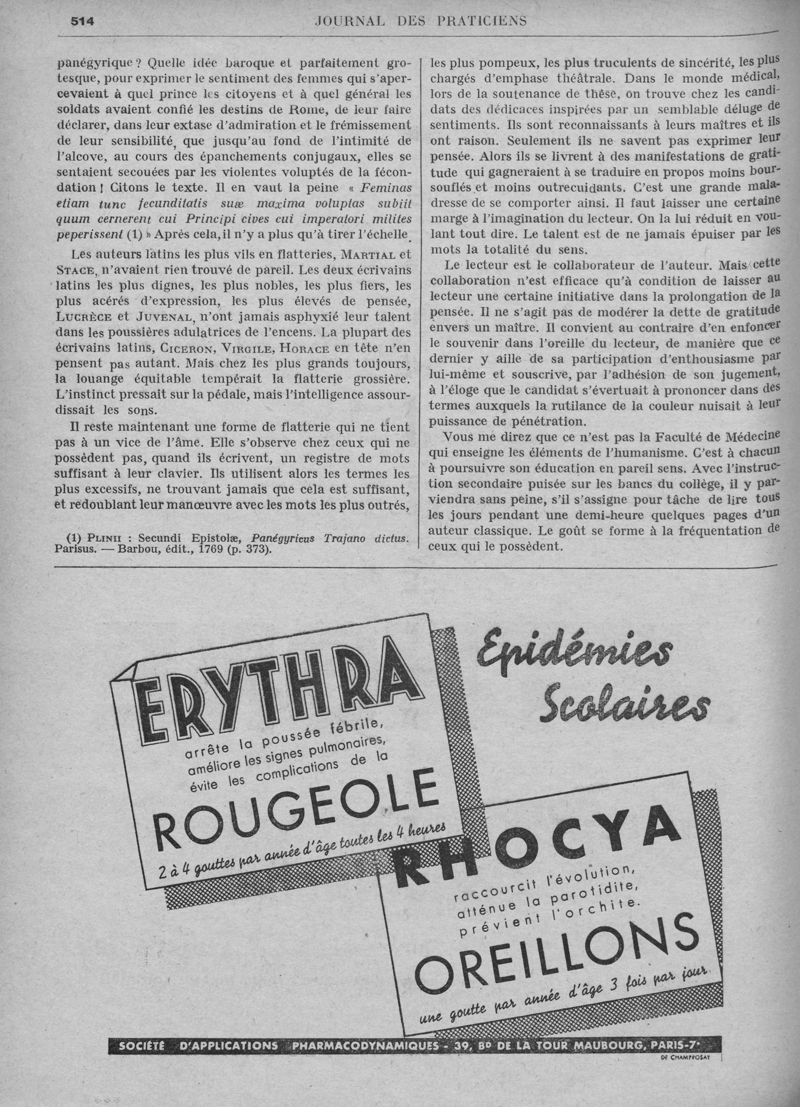 514
JOURNAL DES PRATICIENS
panégyrique ? Quelle idée baroque et parfaitement gro-
tesque, pour exprimer le sentiment des femmes qui s'aper-
cevaient à quel prince les citoyens et à quel général les
soldats avaient confié les destins de Rome, de leur faire
déclarer, dans leur extase d'admiration et le frémissement
de leur sensibilité, que jusqu'au fond de l'intimité de
l'alcove, au cours des épanchements conjugaux, elles se
sentaient secouées par les violentes voluptés de la fécon-
dation ! Citons le texte. Il en vaut la peine « Feminas
etiam tunc fecunditatis suæ maxima voluptas subiit
quum cernerent cui Principi cives cui imperatori milites
peperissent (1) » Après cela, il n'y a plus qu'à tirer l'échelle.
Les auteurs latins les plus vils en flatteries, MARTIAL et
STACE, n'avaient rien trouvé de pareil. Les deux écrivains
latins les plus dignes, les plus nobles, les plus fiers, les
plus acérés d'expression, les plus élevés de pensée,
LUCRÈCE et JUVENAL, n'ont jamais asphyxié leur talent
dans les poussières adulatrices de l'encens. La plupart des
écrivains latins, CICERON, VIRGILE, HORACE en tête n'en
pensent pas autant. Mais chez les plus grands toujours,
la louange équitable tempérait la flatterie grossière.
L'instinct pressait sur la pédale, mais l'intelligence assour-
dissait les sons.
Il reste maintenant une forme de flatterie qui ne tient
pas à un vice de l'âme. Elle s'observe chez ceux qui ne
possèdent pas, quand ils écrivent, un registre de mots
suffisant à leur clavier. Ils utilisent alors les termes les
plus excessifs, ne trouvant jamais que cela est suffisant,
et redoublant leur manœuvre avec les mots les plus outrés,
(1) PLINII : Secundi Epistolæ, Panégyricus Trajano dictus.
Parisus. — Barbou, édit., 1769 (p. 373).
les plus pompeux, les plus truculents de sincérité, les plus
chargés d'emphase théâtrale. Dans le monde médical,
lors de la soutenance de thèse, on trouve chez les candi-
dats des dédicaces inspirées par un semblable déluge de
sentiments. Ils sont reconnaissants à leurs maîtres et ils
ont raison. Seulement ils ne savent pas exprimer leur
pensée. Alors ils se livrent à des manifestations de grati-
tude qui gagneraient à se traduire en propos moins bour-
souflés et moins outrecuidants. C'est une grande mala-
dresse de se comporter ainsi. Il faut laisser une certaine
marge à l'imagination du lecteur. On la lui réduit en vou-
lant tout dire. Le talent est de ne jamais épuiser par les
mots la totalité du sens.
Le lecteur est le collaborateur de l'auteur. Mais cette
collaboration n'est efficace qu'à condition de laisser au
lecteur une certaine initiative dans la prolongation de la
pensée. Il ne s'agit pas de modérer la dette de gratitude
envers un maître. Il convient au contraire d'en enfoncer
le souvenir dans l'oreille du lecteur, de manière que ce
dernier y aille de sa participation d'enthousiasme par
lui-même et souscrive, par l'adhésion de son jugement,
à l'éloge que le candidat s'évertuait à prononcer dans des
termes auxquels la rutilance de la couleur nuisait à leur
puissance de pénétration.
Vous me direz que ce n'est pas la Faculté de Médecine
qui enseigne les éléments de l'humanisme. C'est à chacun
à poursuivre son éducation en pareil sens. Avec l'instruc-
tion secondaire puisée sur les bancs du collège, il y par-
viendra sans peine, s'il s'assigne pour tâche de lire tous
les jours pendant une demi-heure quelques pages d'un
auteur classique. Le goût se forme à la fréquentation de
ceux qui le possèdent.
Epidémies
Scolaires
ERYTHRA
arrête la poussée fébrile,
améliore les signes pulmonaires,
évite les complications de la
ROUGEOLE
2 à 4 gouttes par année d'âge toutes les 4 heures
RHOCYA
raccourcit l'évolution,
atténue la parotidite,
prévient l'orchite.
OREILLONS
une goutte par année d'âge 3 fois par jour
SOCIÉTÉ D'APPLICATIONS PHARMACODYNAMIQUES - 39, BD DE LA TOUR MAUBOURG, PARIS-7e
DE CHAMPROSAY